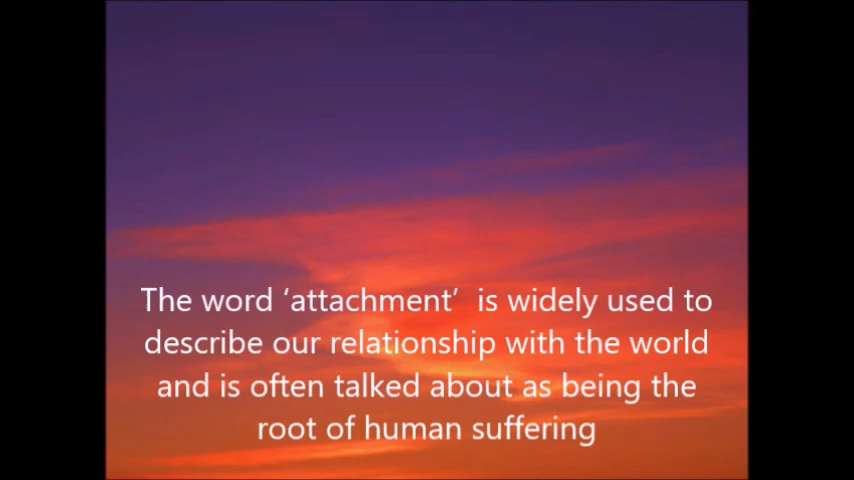 The word ‘attachment’  is widely used to
describe our relationship with the world
and is often talked about as being the
root of human suffering